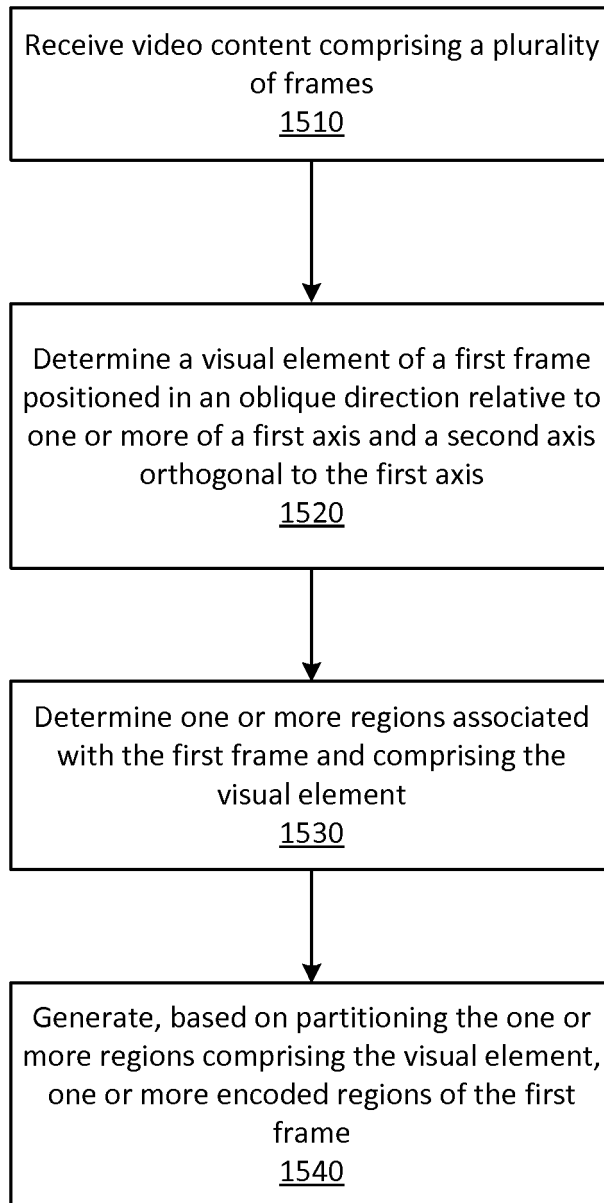 Receive video content comprising a plurality
of frames
1510
Determine a visual element of a first frame
positioned in an oblique direction relative to
one or more of a first axis and a second axis
orthogonal to the first axis
1520
Determine one or more regions associated
with the first frame and comprising the
visual element
1530
Generate, based on partitioning the one or
more regions comprising the visual element,
one or more encoded regions of the first
frame
1540